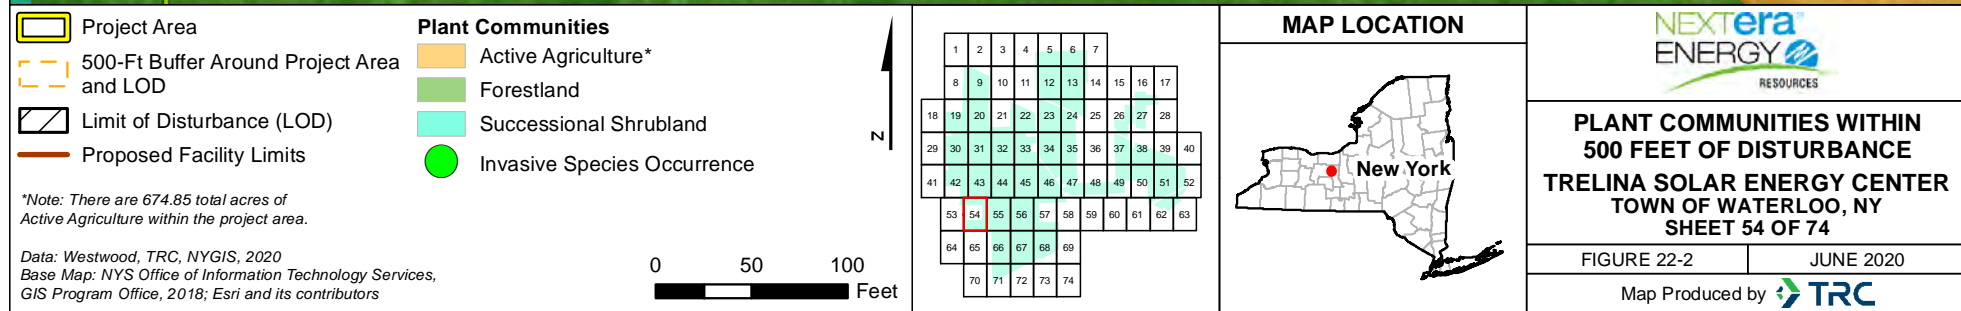 Project Area
500-Ft Buffer Around Project Area
and LOD
Limit of Disturbance (LOD)
Proposed Facility Limits
*Note: There are 674.85 total acres of
Active Agriculture within the project area.
Data: Westwood, TRC, NYGIS, 2020
Base Map: NYS Office of Information Technology Services,
GIS Program Office, 2018; Esri and its contributors
Plant Communities
Active Agriculture*
Forestland
Successional Shrubland
Invasive Species Occurrence
0 50 100
Feet
N
1 2 3 4 5 6 7
8 9 10 11 12 13 14 15 16 17
18 19 20 21 22 23 24 25 26 27 28
29 30 31 32 33 34 35 36 37 38 39 40
41 42 43 44 45 46 47 48 49 50 51 52
53 54 55 56 57 58 59 60 61 62 63
64 65 66 67 68 69
70 71 72 73 74
MAP LOCATION
New York
NEXTera
ENERGY
RESOURCES
PLANT COMMUNITIES WITHIN
500 FEET OF DISTURBANCE
TRELINA SOLAR ENERGY CENTER
TOWN OF WATERLOO, NY
SHEET 54 OF 74
FIGURE 22-2
JUNE 2020
Map Produced by TRC